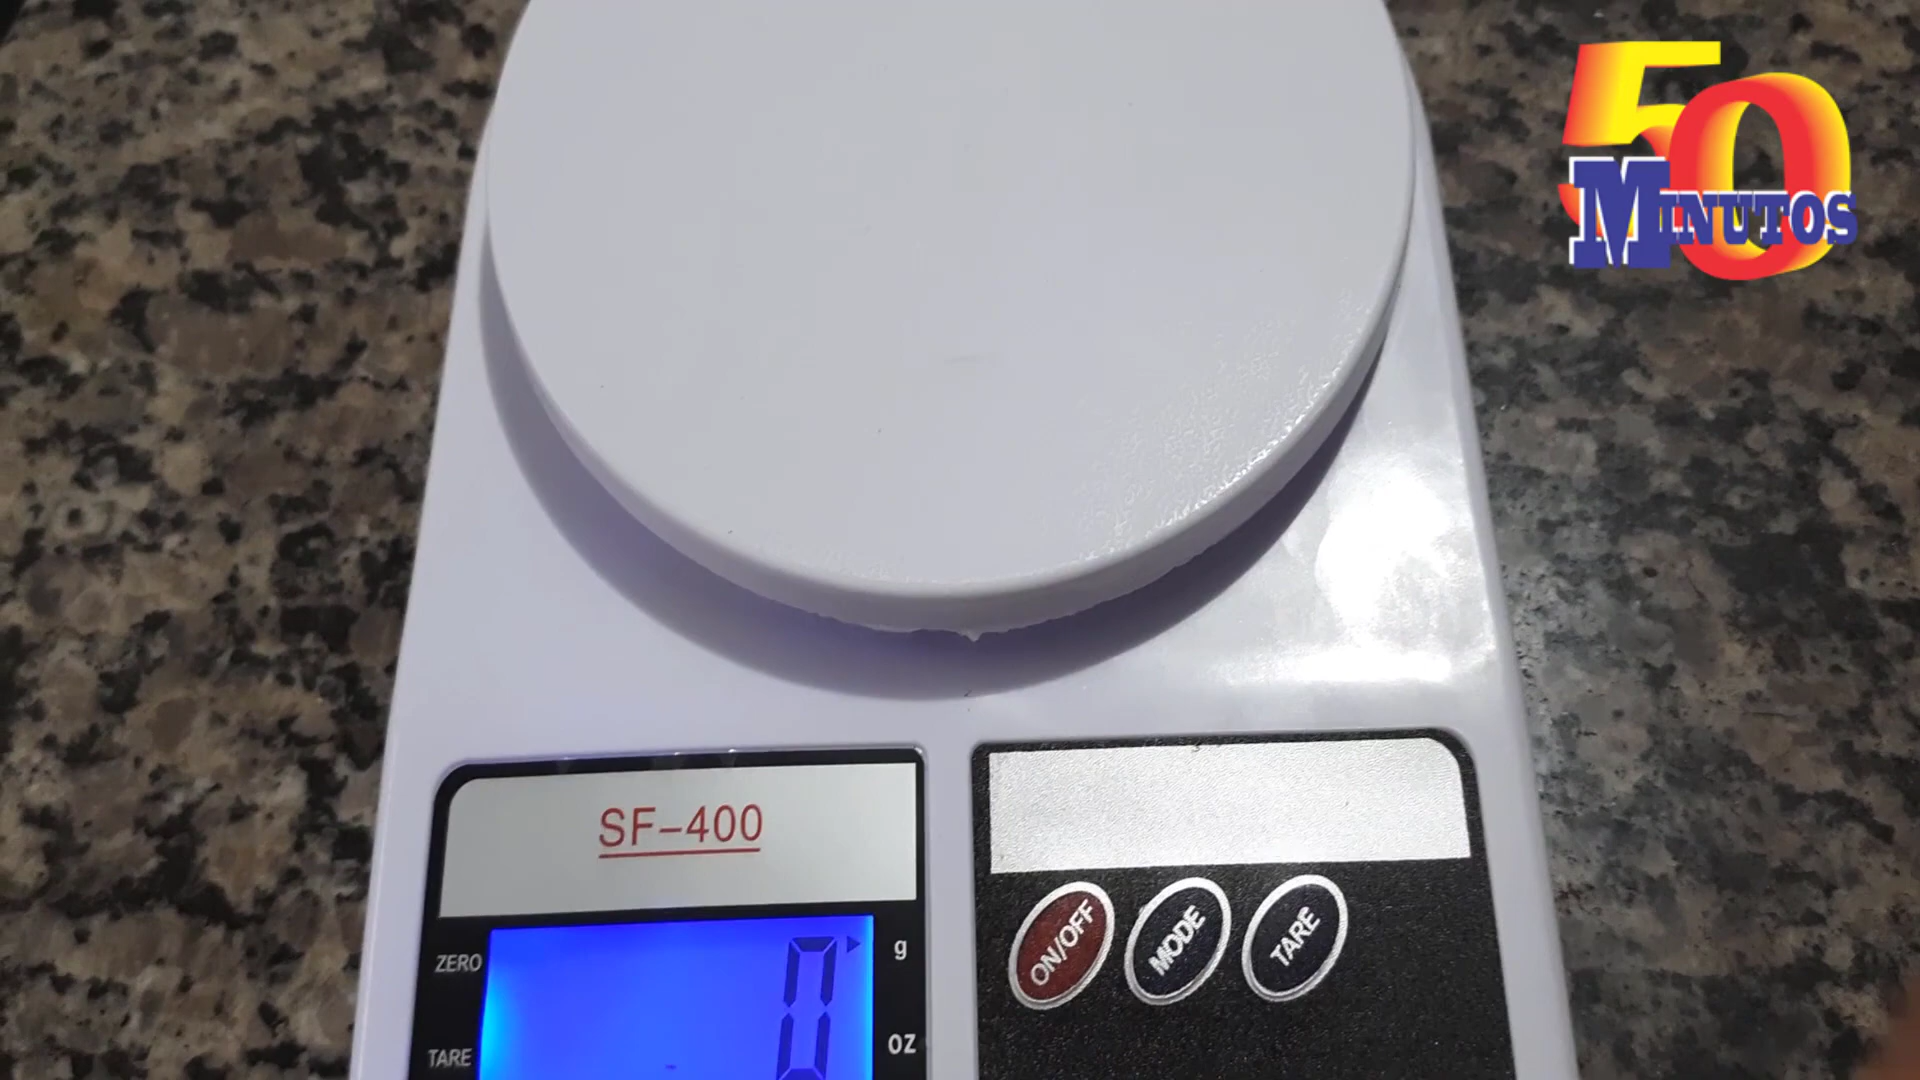 50
MINUTOS
SF-400
ON/OFF
MODE
TARE
ZERO
g
0
TARE
OZ